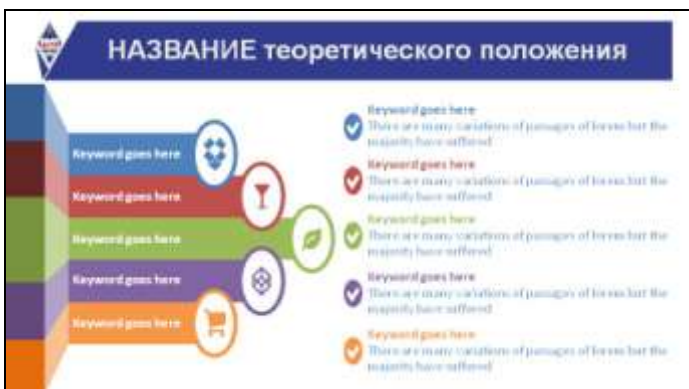 НАЗВАНИЕ теоретического положения
Keyword goes here
Keyword goes here
Keyword goes here
Keyword goes here
Keyword goes here
Keyword goes here
There are many variations of passages of lorem but the
majority have suffered
Keyword goes here
There are many variations of passages of lorem but the
majority have suffered
Keyword goes here
There are many variations of passages of lorem but the
majority have suffered
Keyword goes here
There are many variations of passages of lorem but the
majority have suffered
Keyword goes here
There are many variations of passages of lorem but the
majority have suffered